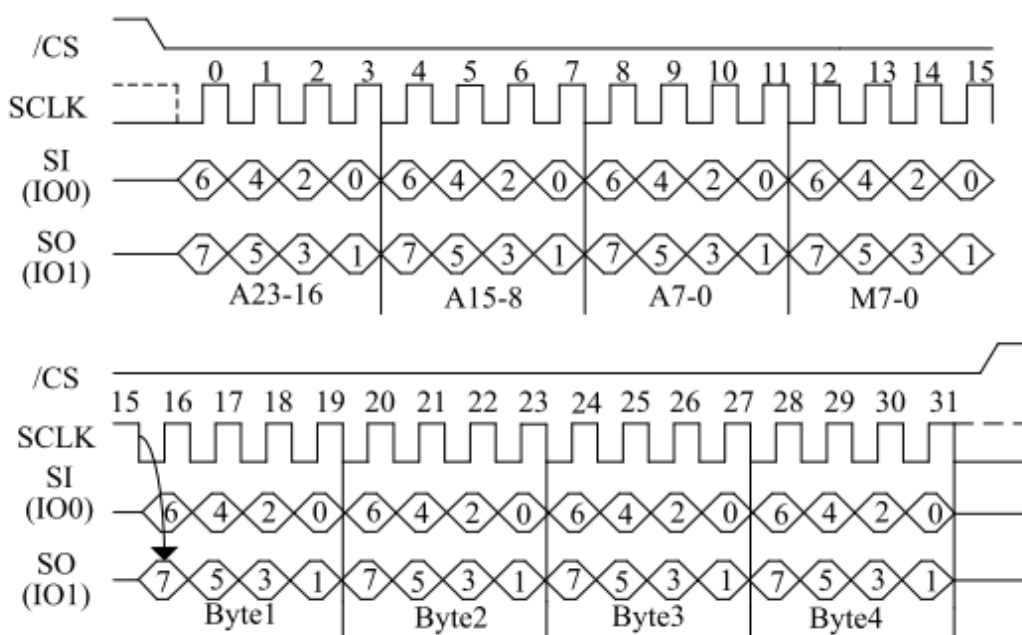 /CS
0 1 2 3 4 5 6 7 8 9 10 11 12 13 14 15
SCLK
SI
(IO0)
6 4 2 0 6 4 2 0 6 4 2 0 6 4 2 0
SO
(IO1)
7 5 3 1 7 5 3 1 7 5 3 1 7 5 3 1
A23-16 A15-8 A7-0 M7-0
/CS
15 16 17 18 19 20 21 22 23 24 25 26 27 28 29 30 31
SCLK
SI
(IO0)
6 4 2 0 6 4 2 0 6 4 2 0 6 4 2 0
SO
(IO1)
7 5 3 1 7 5 3 1 7 5 3 1 7 5 3 1
Byte1 Byte2 Byte3 Byte4